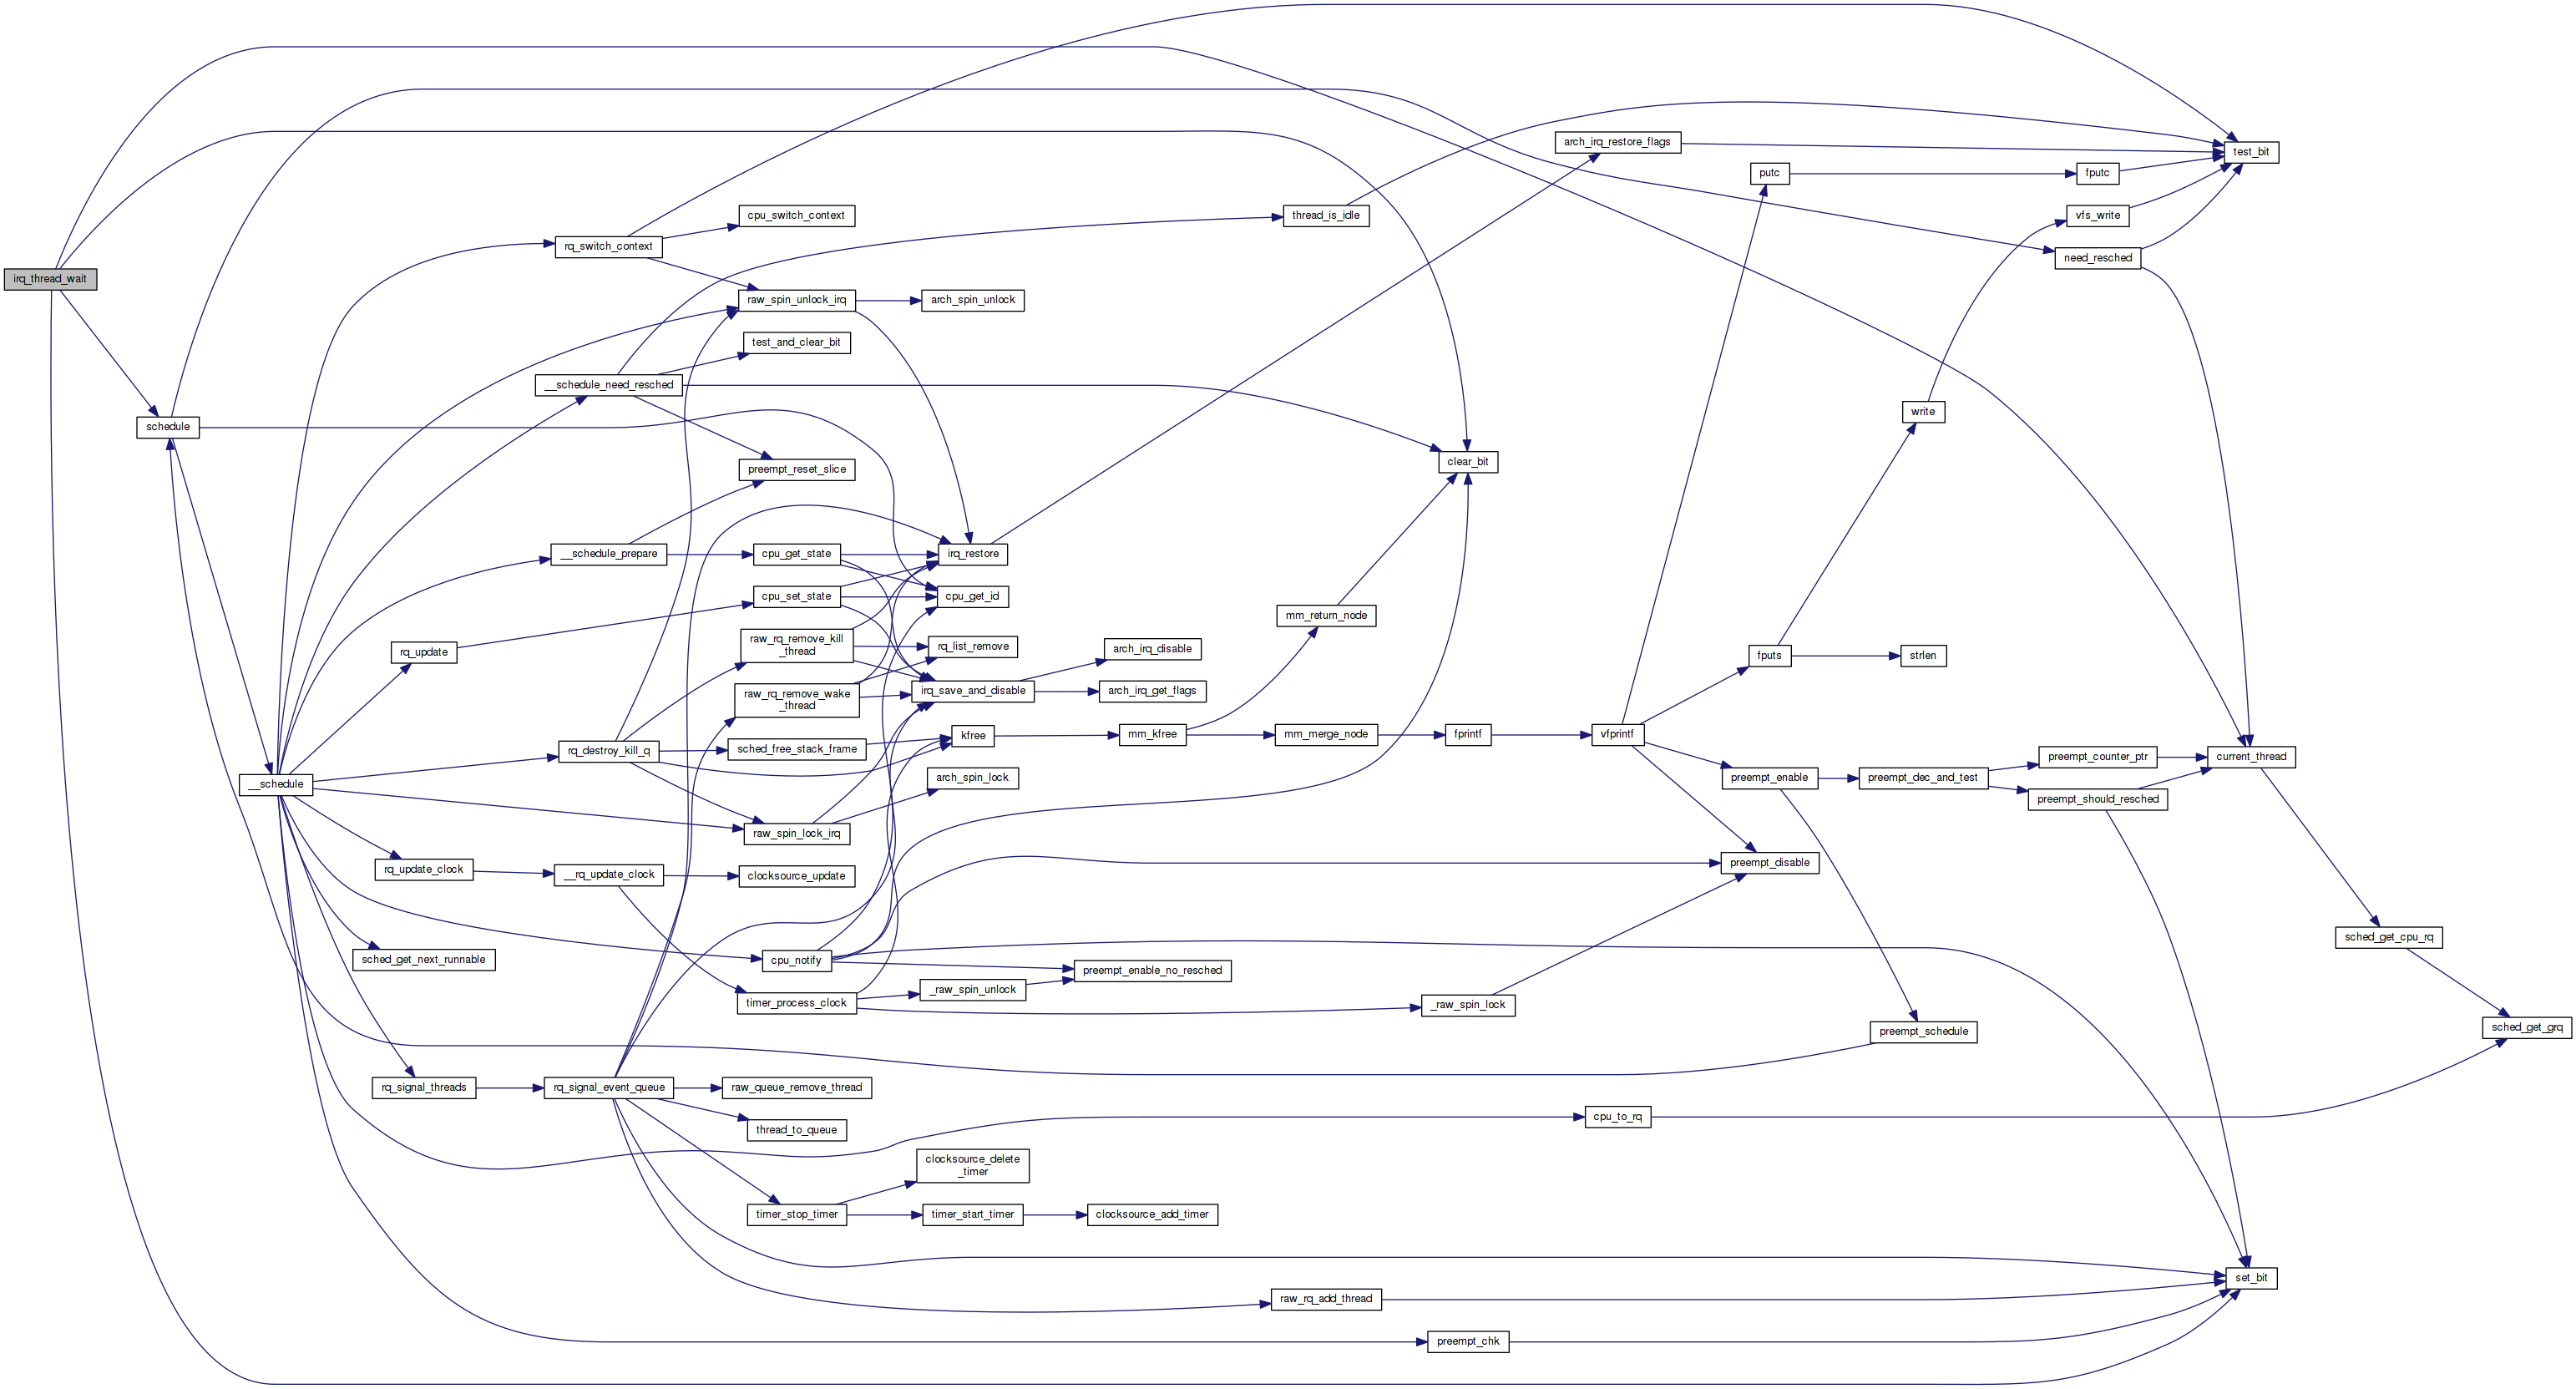 irq_thread_wait
schedule
__schedule
rq_update
rq_update_clock
sched_get_next_runnable
rq_signal_threads
rq_switch_context
__schedule_need_resched
__schedule_prepare
rq_destroy_kill_q
__rq_update_clock
rq_signal_event_queue
cpu_switch_context
raw_spin_unlock_irq
test_and_clear_bit
preempt_reset_slice
cpu_get_state
cpu_set_state
raw_rq_remove_kill
_thread
raw_rq_remove_wake
_thread
sched_free_stack_frame
raw_spin_lock_irq
clocksource_update
cpu_notify
timer_process_clock
raw_queue_remove_thread
thread_to_queue
timer_stop_timer
arch_spin_unlock
irq_restore
cpu_get_id
rq_list_remove
irq_save_and_disable
kfree
arch_spin_lock
_raw_spin_unlock
clocksource_delete
_timer
timer_start_timer
arch_irq_disable
arch_irq_get_flags
mm_kfree
preempt_enable_no_resched
clocksource_add_timer
thread_is_idle
mm_return_node
mm_merge_node
raw_rq_add_thread
clear_bit
fprintf
_raw_spin_lock
preempt_chk
arch_irq_restore_flags
vfprintf
cpu_to_rq
putc
fputs
preempt_enable
preempt_disable
write
strlen
preempt_dec_and_test
preempt_schedule
fputc
vfs_write
need_resched
preempt_counter_ptr
preempt_should_resched
test_bit
current_thread
set_bit
sched_get_cpu_rq
sched_get_grq